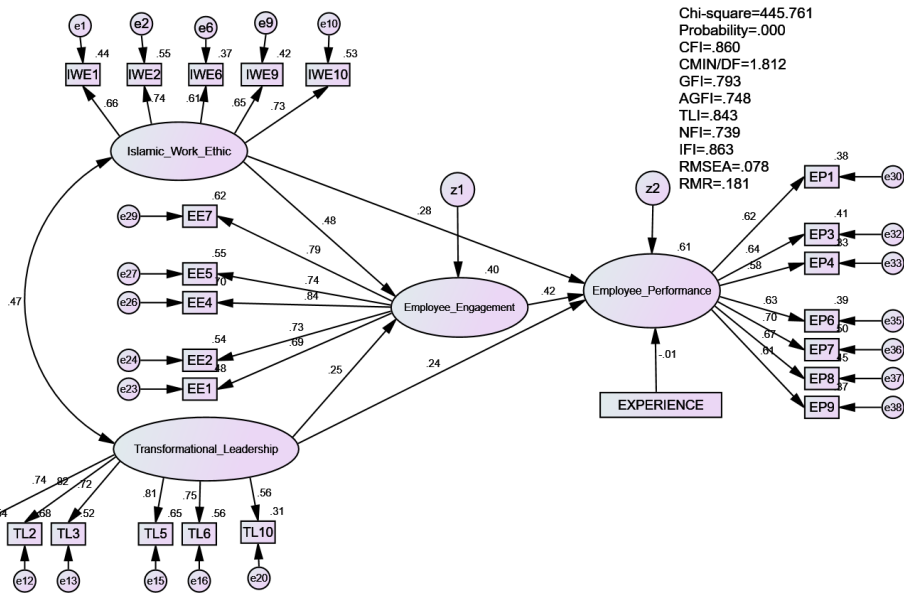 Chi-square=445.761
Probability=.000
CFI=.860
CMIN/DF=1.812
GFI=.793
AGFI=.748
TLI=.843
NFI=.739
IFI=.863
RMSEA=.078
RMR=.181
e1 e2 e6 e9 e10
.44 .55 .37 .42 .53
IWE1 IWE2 IWE6 IWE9 IWE10
.66 .74 .61 .65 .73
Islamic_Work_Ethic
.47
.48
.28
e29 EE7 .62
.79
e27 EE5 .55
.74
e26 EE4 .70
.84
e24 EE2 .54
.73
e23 EE1 .48
.69
z1
.40
Employee_Engagement
.42
z2
.61
Employee_Performance
-.01
EXPERIENCE
.25
.24
.62 EP1 .38 e30
.64 EP3 .41 e32
.58 EP4 .33 e33
.63 EP6 .39 e35
.70 EP7 .50 e36
.67 EP8 .45 e37
.61 EP9 .37 e38
Transformational_Leadership
.74 .82 .72 .81 .75 .56
.68 .52 .65 .56 .31
TL2 TL3 TL5 TL6 TL10
e12 e13 e15 e16 e20